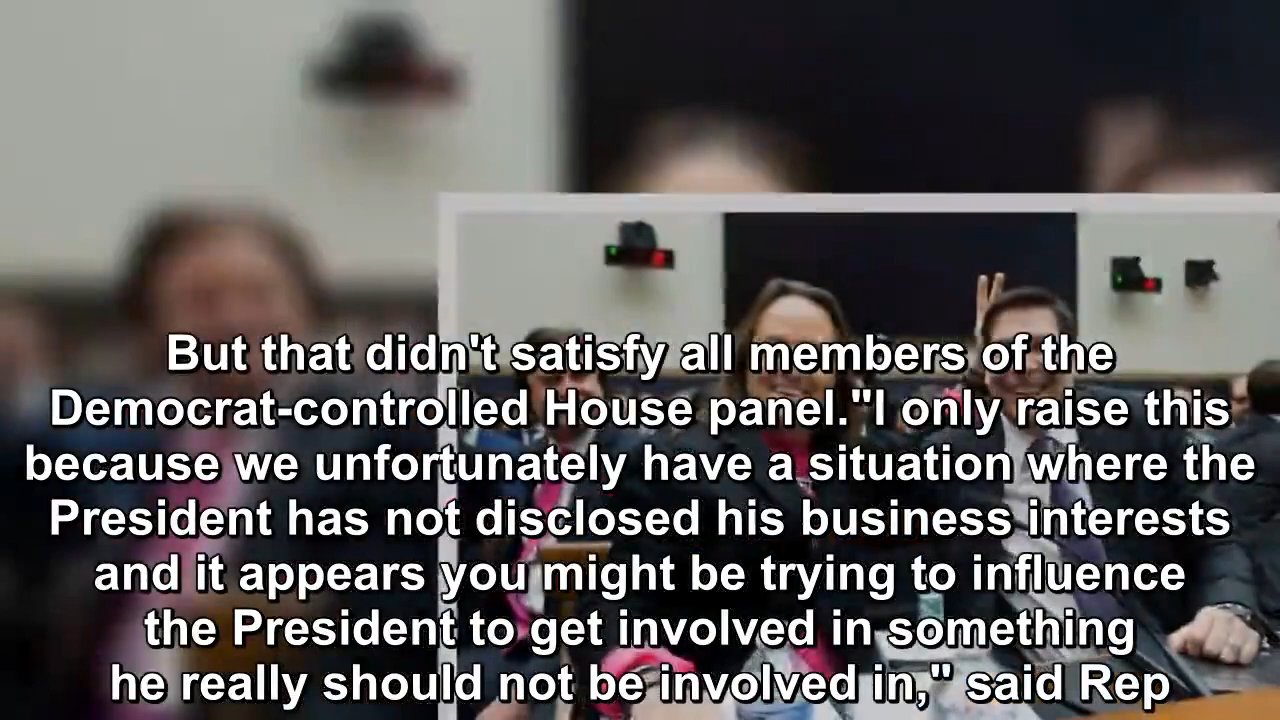 But that didn't satisfy all members of the
Democrat-controlled House panel."I only raise this
because we unfortunately have a situation where the
President has not disclosed his business interests
and it appears you might be trying to influence
the President to get involved in something
he really should not be involved in," said Rep